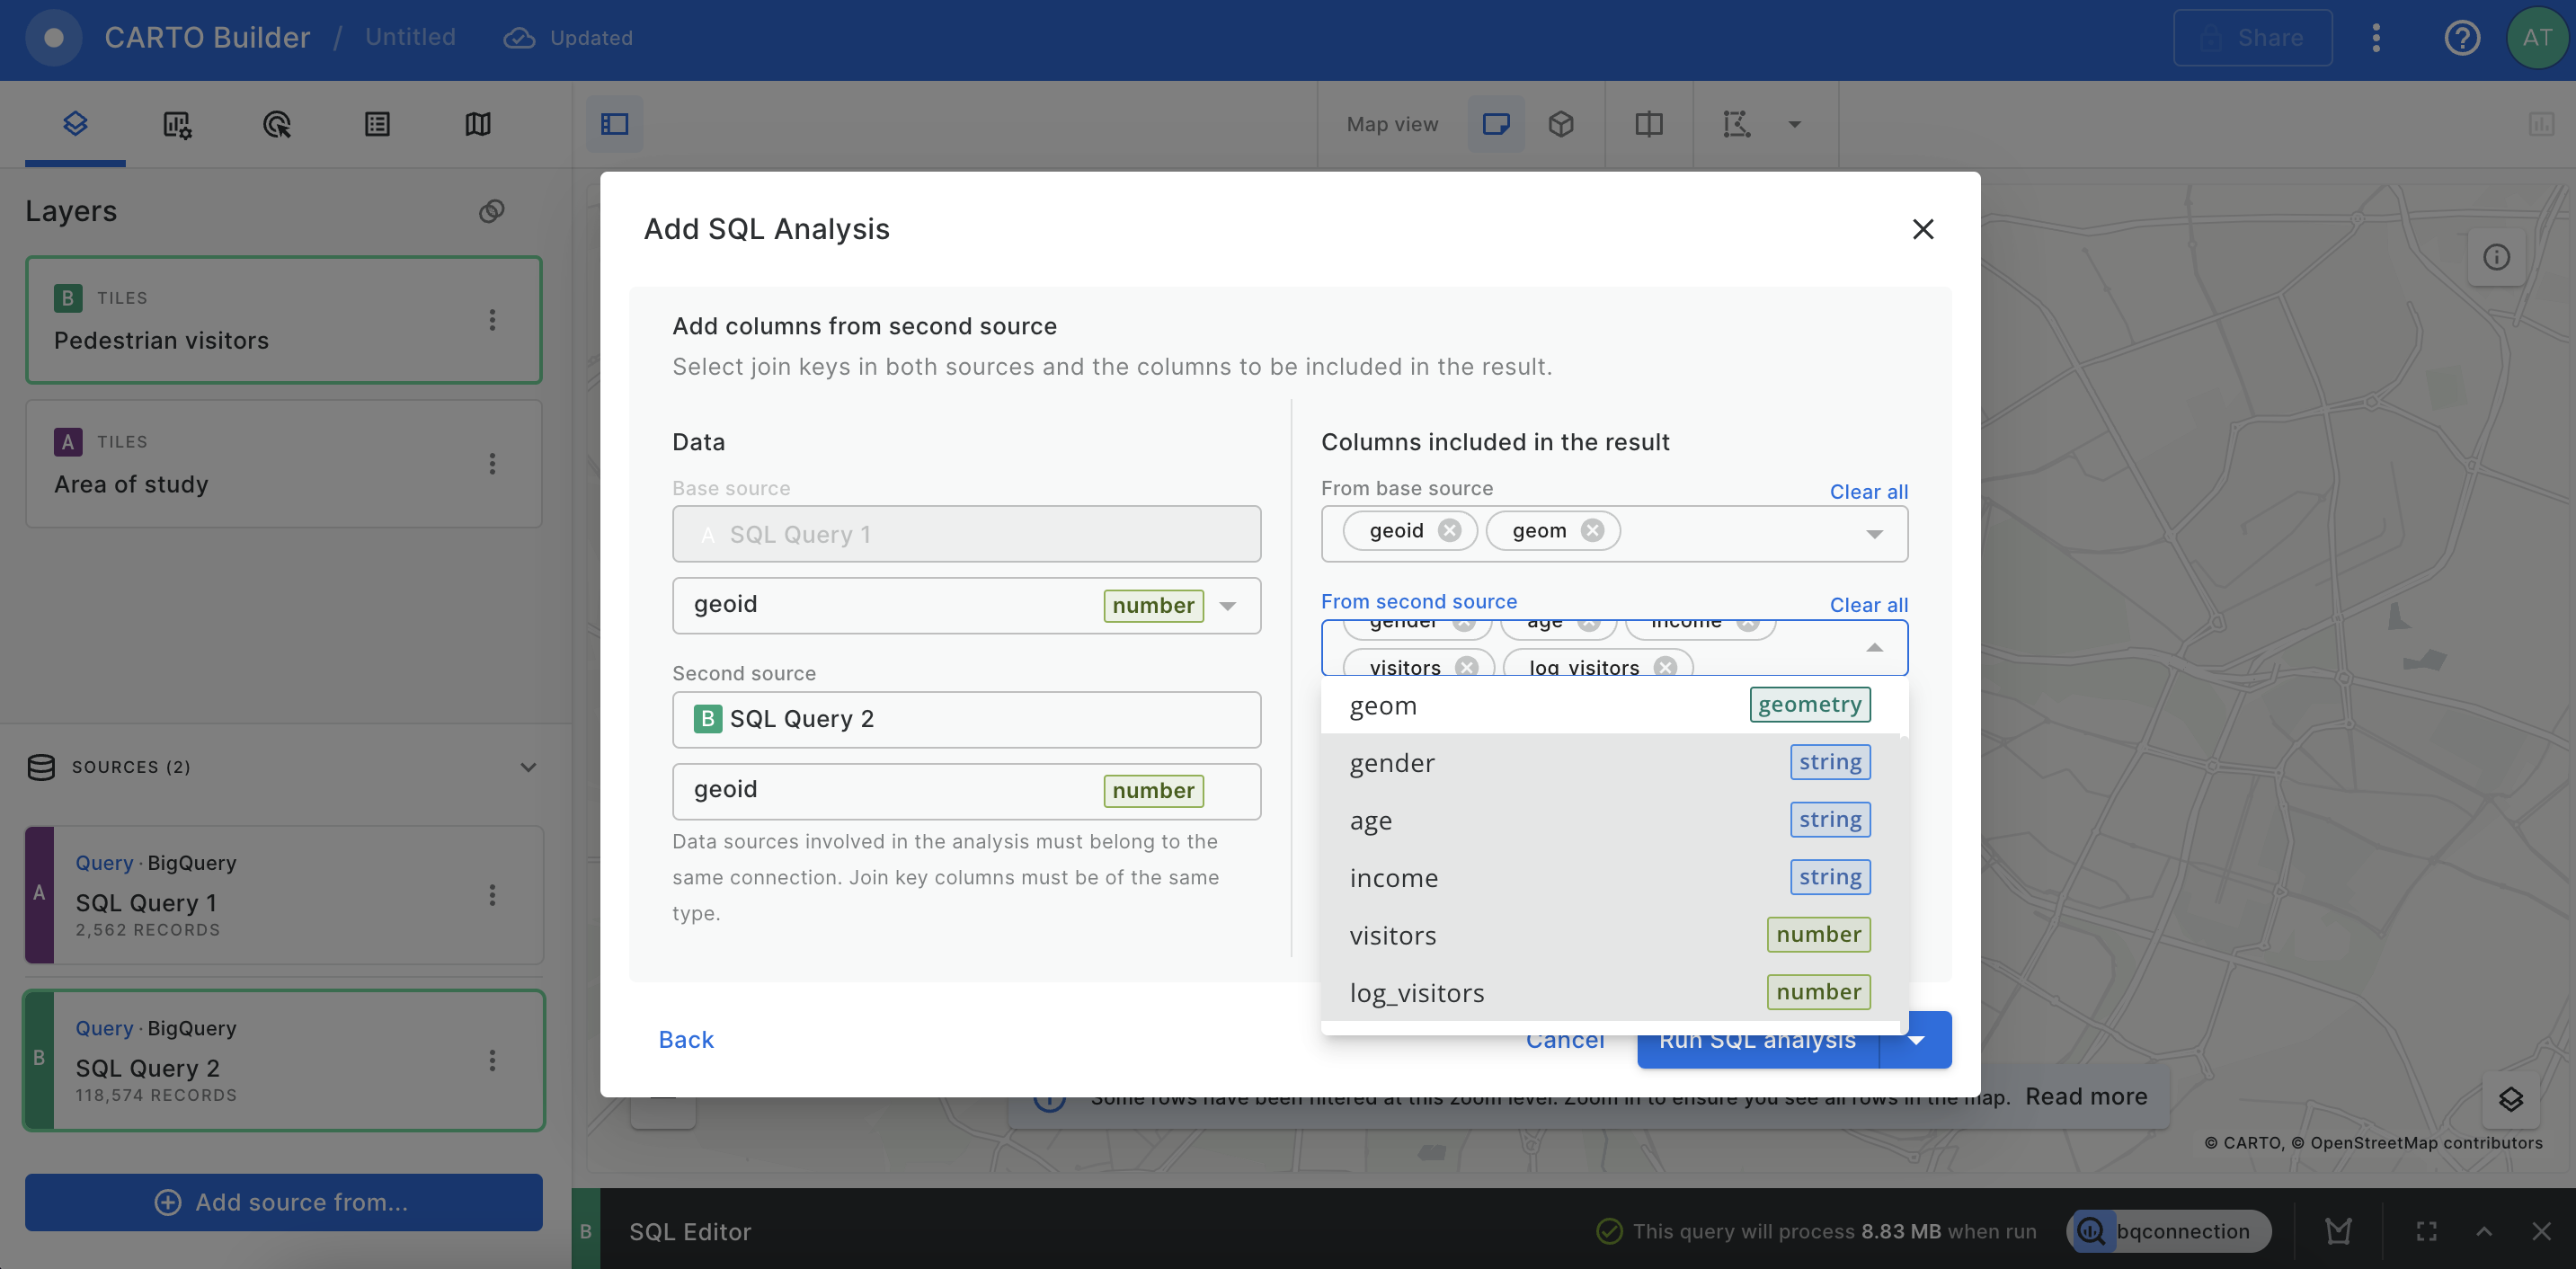 CARTO Builder / Untitled Updated Share AT
Map view
Layers
B TILES
Pedestrian visitors
A TILES
Area of study
SOURCES (2)
A
Query · BigQuery
SQL Query 1
2,562 RECORDS
B
Query · BigQuery
SQL Query 2
118,574 RECORDS
Add source from...
Add SQL Analysis
Add columns from second source
Select join keys in both sources and the columns to be included in the result.
Data
Base source
A SQL Query 1
geoid number
Second source
B SQL Query 2
geoid number
Data sources involved in the analysis must belong to the
same connection. Join key columns must be of the same
type.
Columns included in the result
From base source Clear all
geoid geom
From second source Clear all
gender age income
visitors log_visitors
geom geometry
gender string
age string
income string
visitors number
log_visitors number
Back Cancel Run SQL analysis
Some rows have been filtered at this zoom level. Zoom in to ensure you see all rows in the map. Read more
© CARTO, © OpenStreetMap contributors
B SQL Editor This query will process 8.83 MB when run bqconnection